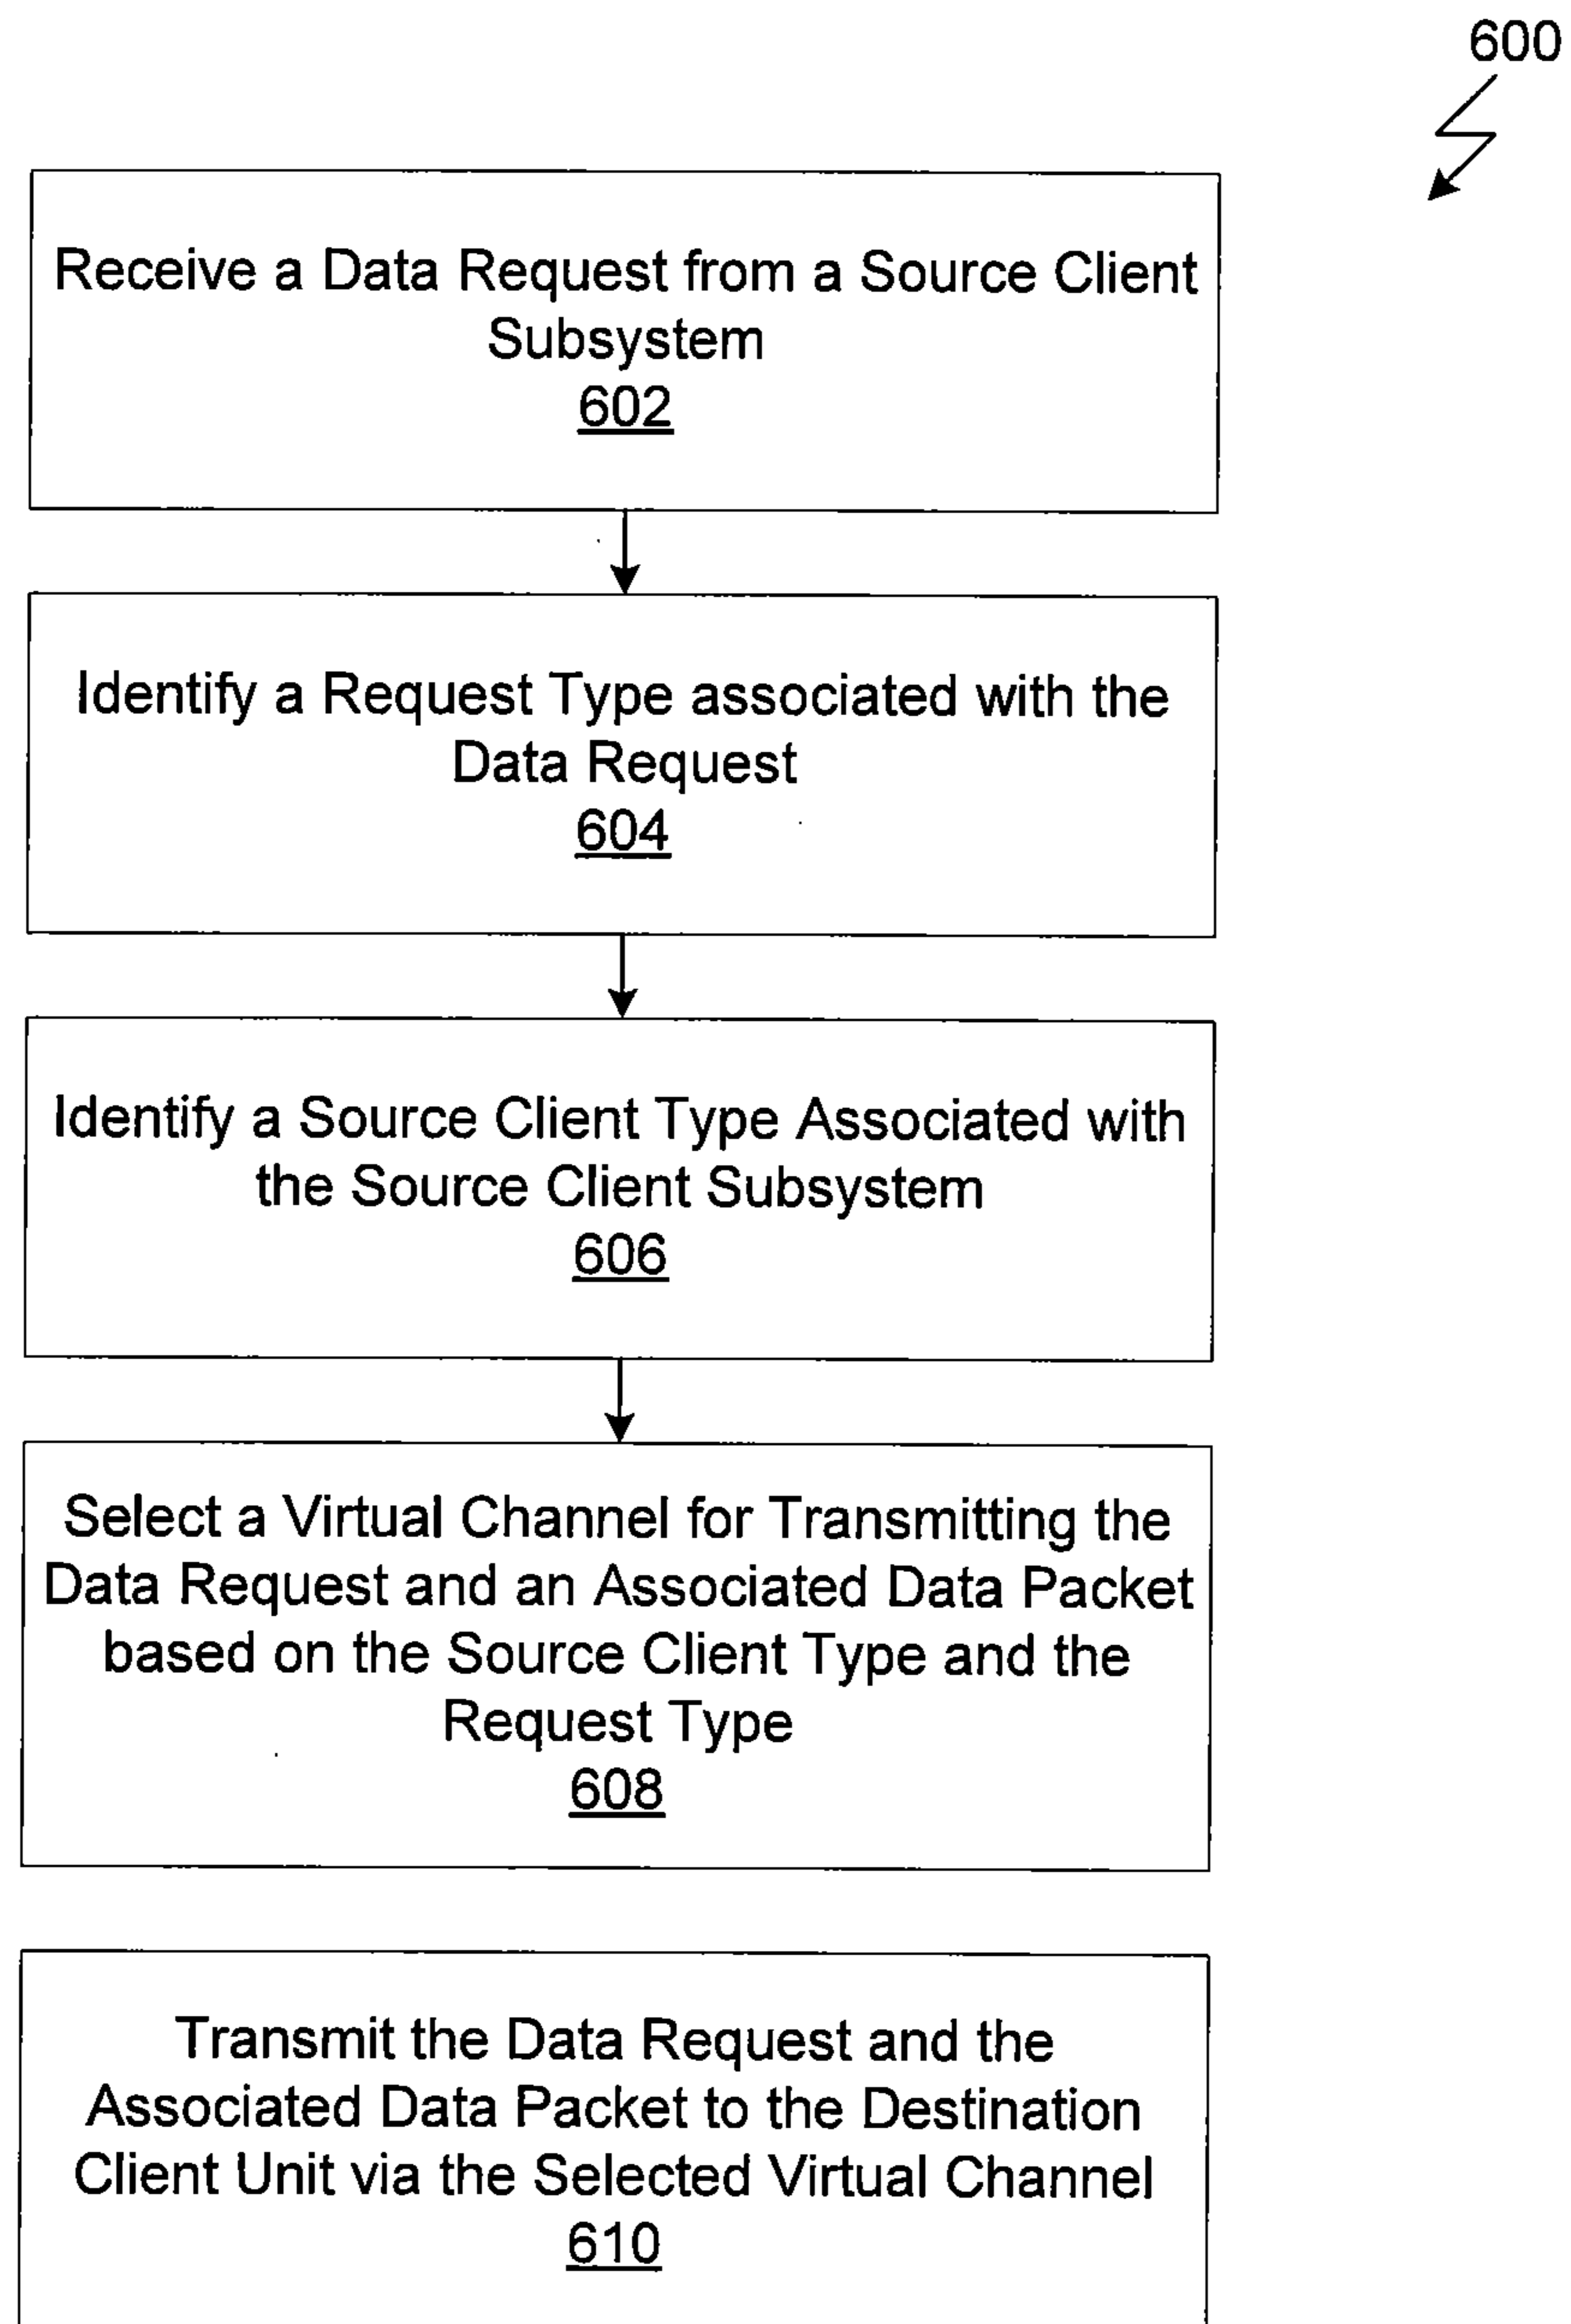 600
Receive a Data Request from a Source Client
Subsystem
602
Identify a Request Type associated with the
Data Request
604
Identify a Source Client Type Associated with
the Source Client Subsystem
606
Select a Virtual Channel for Transmitting the
Data Request and an Associated Data Packet
based on the Source Client Type and the
Request Type
608
Transmit the Data Request and the
Associated Data Packet to the Destination
Client Unit via the Selected Virtual Channel
610